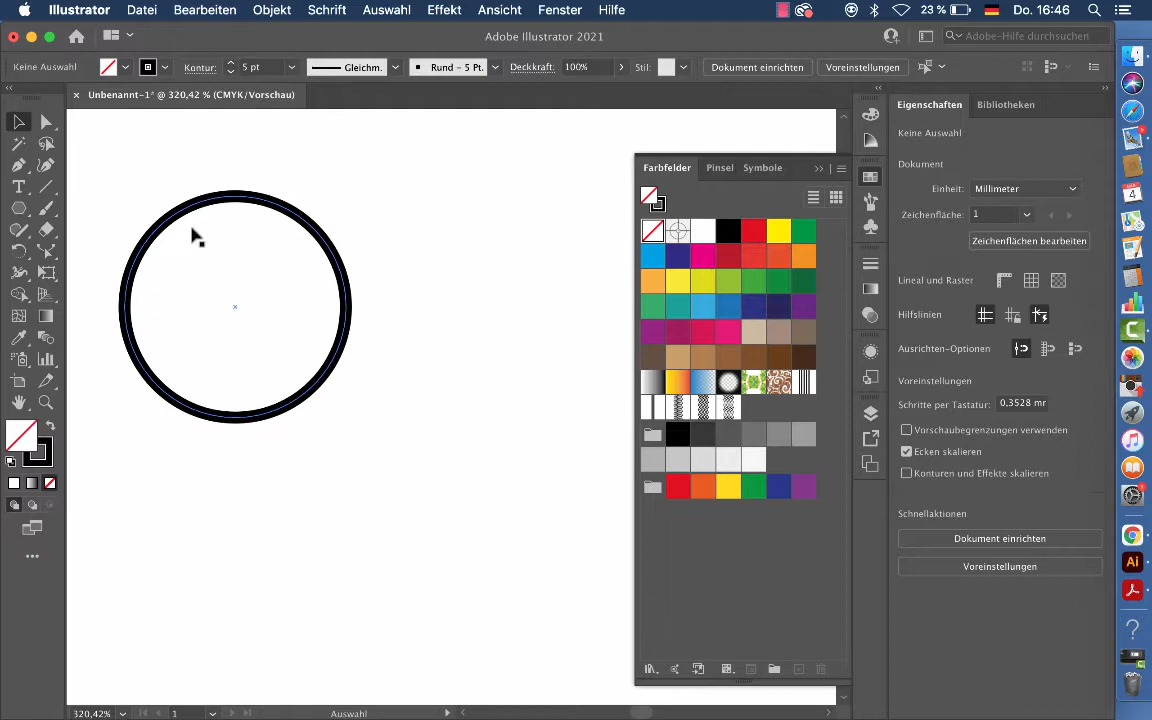 Illustrator Datei Bearbeiten Objekt Schrift Auswahl Effekt Ansicht Fenster Hilfe 23 % Do. 16:46
Adobe Illustrator 2021 Adobe-Hilfe durchsuchen
Keine Auswahl Kontur: 5 pt Gleichm. Rund – 5 Pt. Deckkraft: 100% Stil: Dokument einrichten Voreinstellungen
Unbenannt-1* @ 320,42 % (CMYK/Vorschau)
Eigenschaften Bibliotheken
Keine Auswahl
Dokument
Einheit: Millimeter
Zeichenfläche: 1
Zeichenflächen bearbeiten
Lineal und Raster
Hilfslinien
Ausrichten-Optionen
Voreinstellungen
Schritte per Tastatur: 0,3528 mr
Vorschaubegrenzungen verwenden
Ecken skalieren
Konturen und Effekte skalieren
Schnellaktionen
Dokument einrichten
Voreinstellungen
Farbfelder Pinsel Symbole
320,42% 1 Auswahl